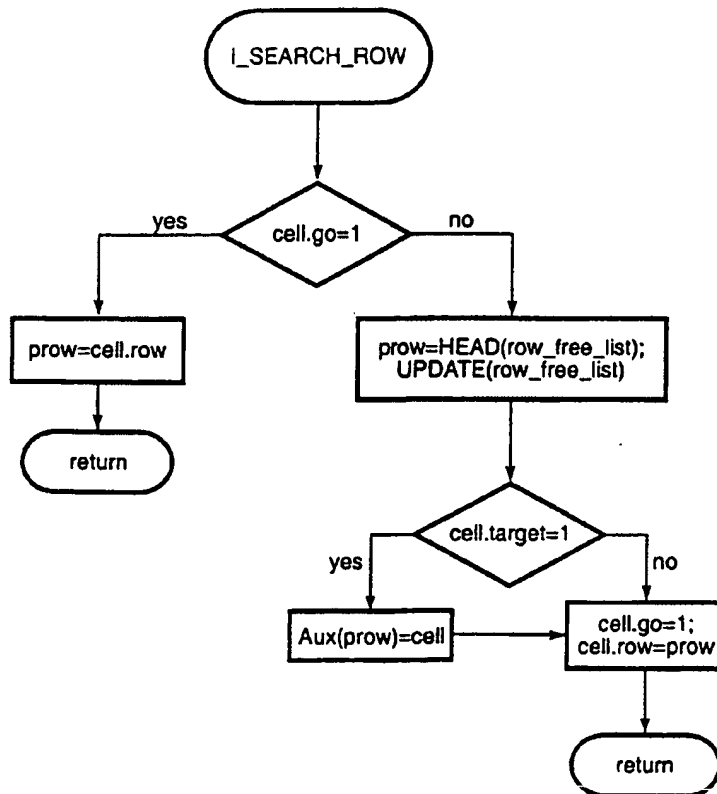 I_SEARCH_ROW
cell.go=1
yes
no
prow=cell.row
return
prow=HEAD(row_free_list);
UPDATE(row_free_list)
cell.target=1
yes
no
Aux(prow)=cell
cell.go=1;
cell.row=prow
return